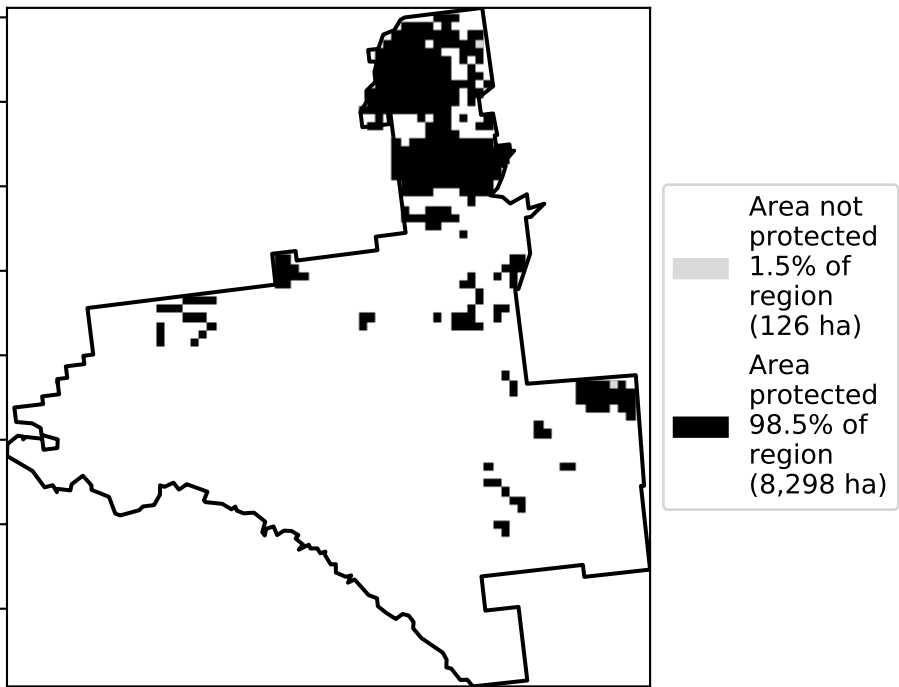 Area not
protected
1.5% of
region
(126 ha)
Area
protected
98.5% of
region
(8,298 ha)